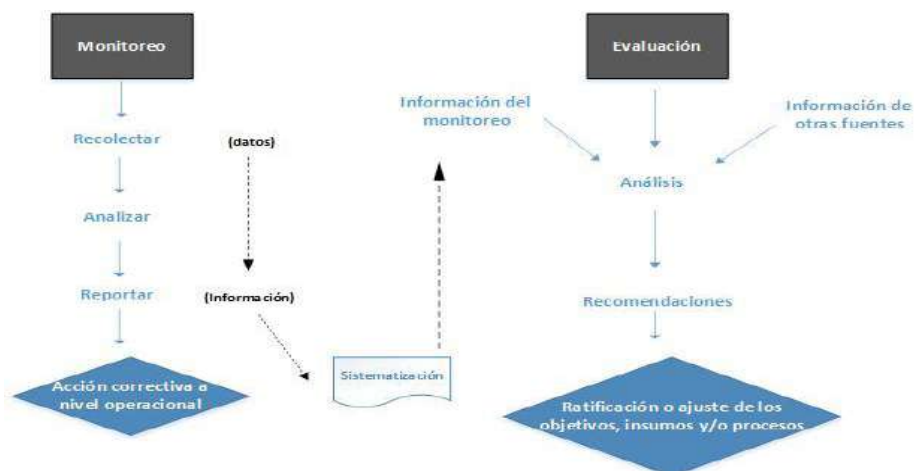 Monitoreo
Recolectar
(datos)
Analizar
Reportar
(Información)
Acción correctiva a
nivel operacional
Sistematización
Evaluación
Información del
monitoreo
Información de
otras fuentes
Análisis
Recomendaciones
Ratificación o ajuste de los
objetivos, insumos y/o procesos